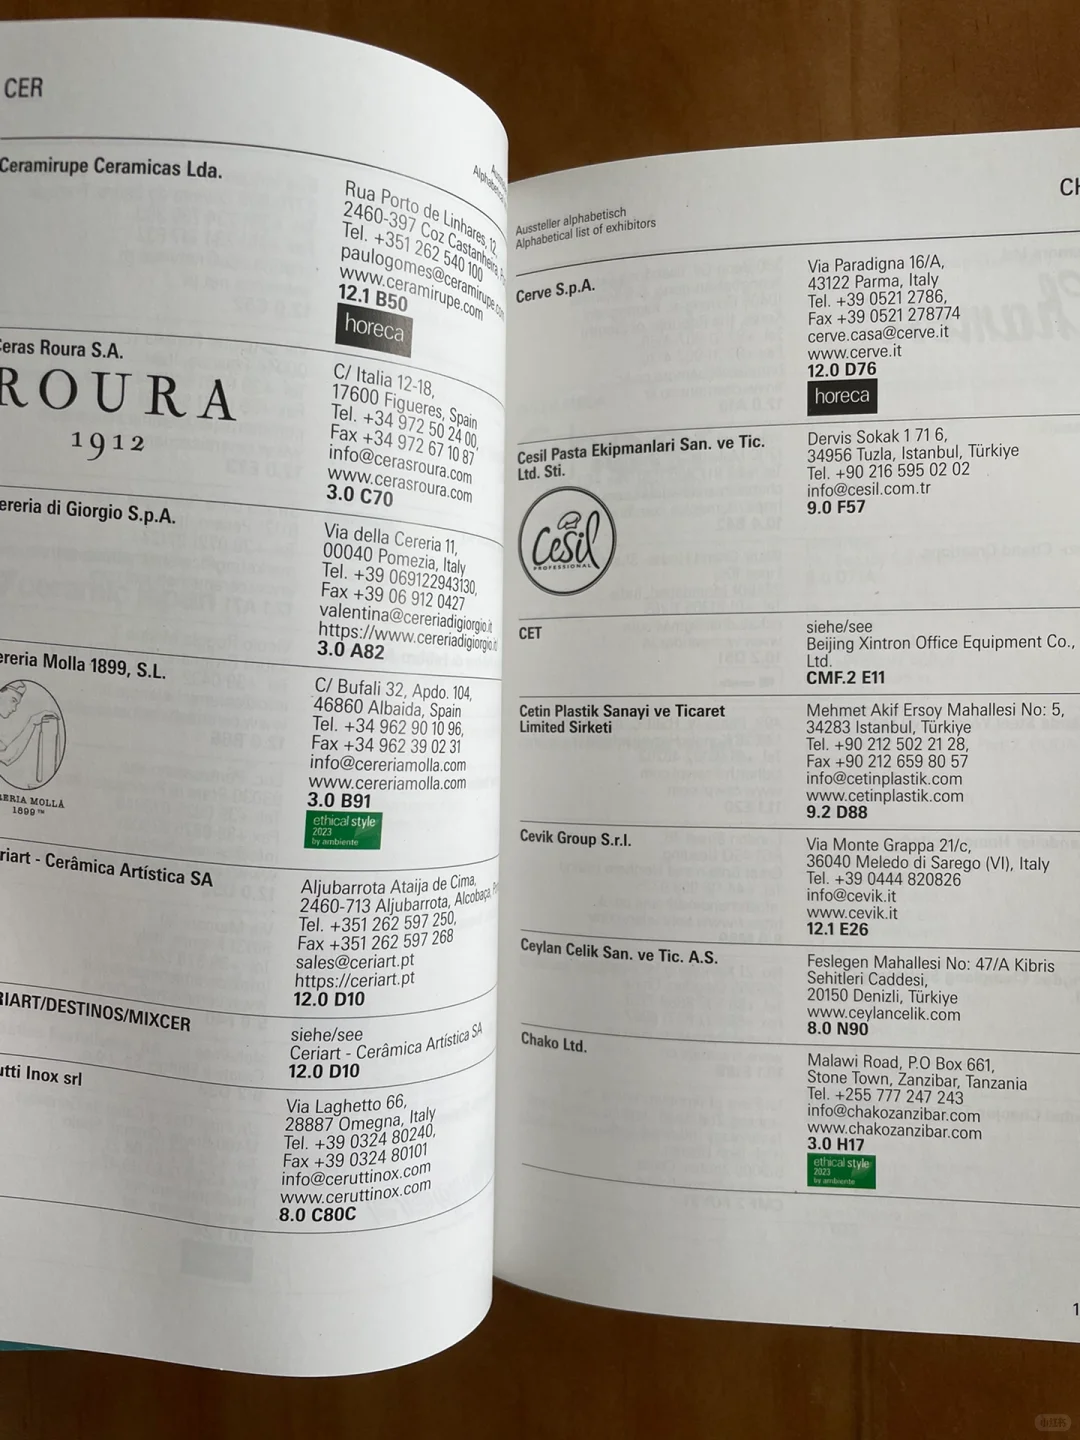 CER
Ceramirupe Ceramicas Lda.
Rua Porto de Linhares, 12,
2460-397 Coz Castanheira,
Tel. +351 262 540 100
paulogomes@ceramirupe.com
www.ceramirupe.com
12.1 B50
horeca
Ceras Roura S.A.
ROURA
1912
C/ Italia 12-18,
17600 Figueres, Spain
Tel. +34 972 50 24 00,
Fax +34 972 67 10 87
info@cerasroura.com
www.cerasroura.com
3.0 C70
ereria di Giorgio S.p.A.
Via della Cereria 11,
00040 Pomezia, Italy
Tel. +39 069122943130,
Fax +39 06 912 0427
valentina@cereriadigiorgio.it
https://www.cereriadigiorgio.it
3.0 A82
ereria Molla 1899, S.L.
ERERIA MOLLÁ
1899™
C/ Bufali 32, Apdo. 104,
46860 Albaida, Spain
Tel. +34 962 90 10 96,
Fax +34 962 39 02 31
info@cereriamolla.com
www.cereriamolla.com
3.0 B91
ethical style
2023
by ambiente
riart - Cerâmica Artística SA
Aljubarrota Ataija de Cima,
2460-713 Aljubarrota, Alcobaça,
Tel. +351 262 597 250,
Fax +351 262 597 268
sales@ceriart.pt
https://ceriart.pt
12.0 D10
RIART/DESTINOS/MIXCER
siehe/see
Ceriart - Cerâmica Artística SA
12.0 D10
utti Inox srl
Via Laghetto 66,
28887 Omegna, Italy
Tel. +39 0324 80240,
Fax +39 0324 80101
info@ceruttinox.com
www.ceruttinox.com
8.0 C80C
CH
Aussteller alphabetisch
Alphabetical list of exhibitors
Cerve S.p.A.
Via Paradigna 16/A,
43122 Parma, Italy
Tel. +39 0521 2786,
Fax +39 0521 278774
cerve.casa@cerve.it
www.cerve.it
12.0 D76
horeca
Cesil Pasta Ekipmanlari San. ve Tic.
Ltd. Sti.
Cesil
PROFESSIONAL
Dervis Sokak 1 71 6,
34956 Tuzla, Istanbul, Türkiye
Tel. +90 216 595 02 02
info@cesil.com.tr
9.0 F57
CET
siehe/see
Beijing Xintron Office Equipment Co.,
Ltd.
CMF.2 E11
Cetin Plastik Sanayi ve Ticaret
Limited Sirketi
Mehmet Akif Ersoy Mahallesi No: 5,
34283 Istanbul, Türkiye
Tel. +90 212 502 21 28,
Fax +90 212 659 80 57
info@cetinplastik.com
www.cetinplastik.com
9.2 D88
Cevik Group S.r.l.
Via Monte Grappa 21/c,
36040 Meledo di Sarego (VI), Italy
Tel. +39 0444 820826
info@cevik.it
www.cevik.it
12.1 E26
Ceylan Celik San. ve Tic. A.S.
Feslegen Mahallesi No: 47/A Kibris
Sehitleri Caddesi,
20150 Denizli, Türkiye
www.ceylancelik.com
8.0 N90
Chako Ltd.
Malawi Road, P.O Box 661,
Stone Town, Zanzibar, Tanzania
Tel. +255 777 247 243
info@chakozanzibar.com
www.chakozanzibar.com
3.0 H17
ethical style
2023
by ambiente
小红书